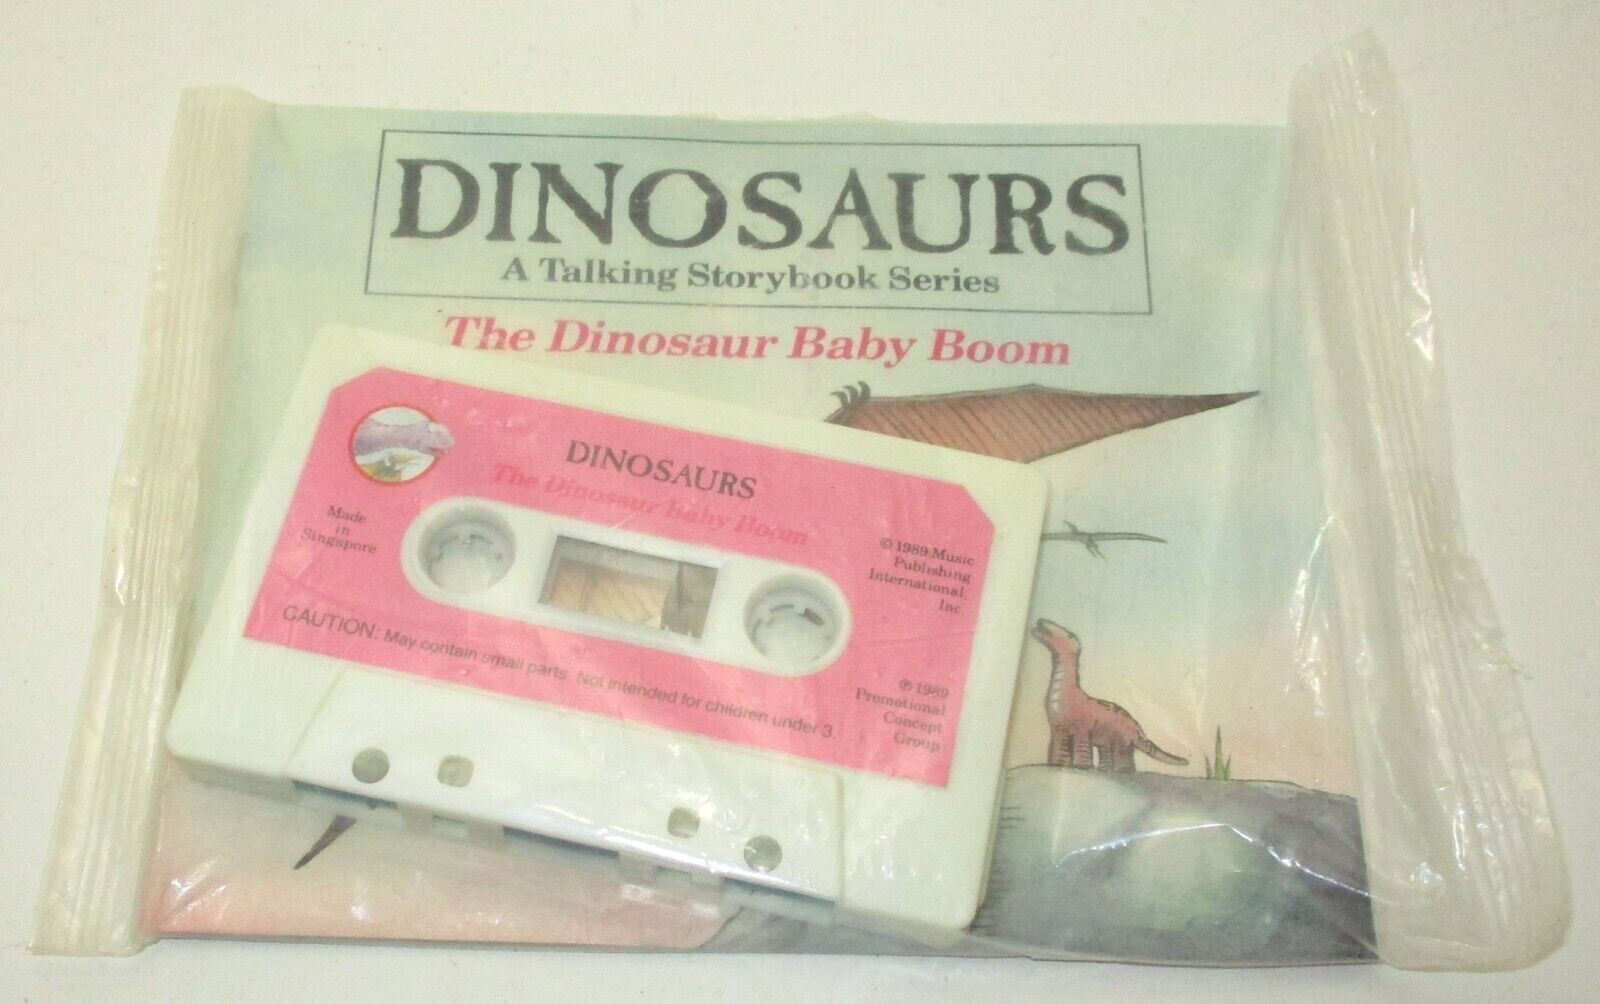 DINOSAURS
A Talking Storybook Series
The Dinosaur Baby Boom
DINOSAURS
The Dinosaur Baby Boom
Made
in
Singapore
© 1989 Music
Publishing
International,
Inc.
CAUTION: May contain small parts. Not intended for children under 3.
℗ 1989
Promotional
Concept
Group